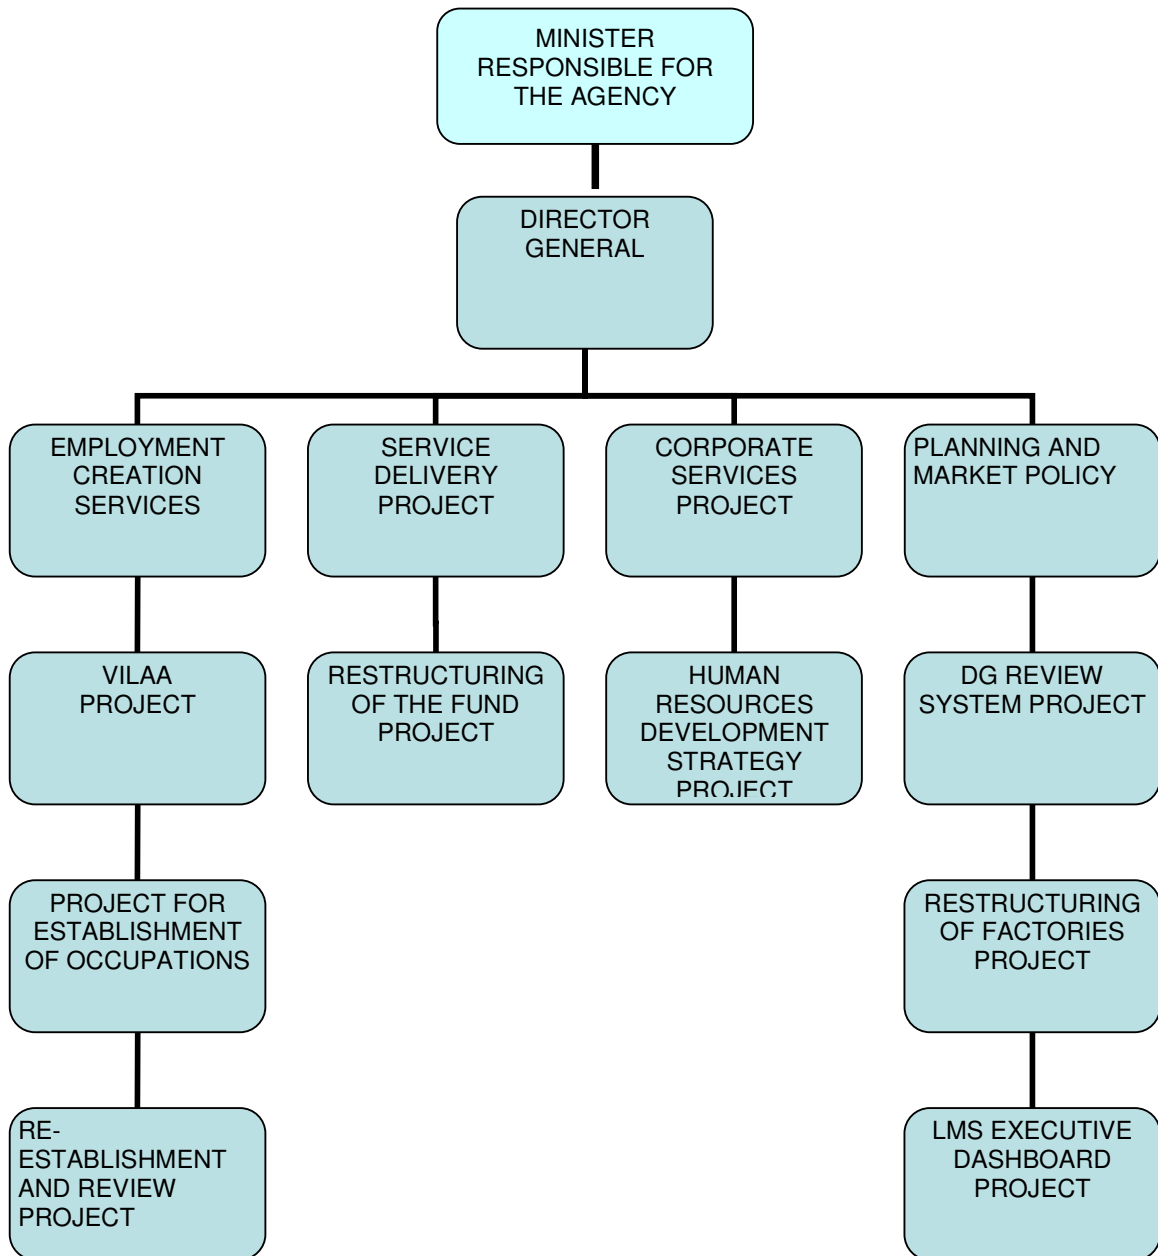 MINISTER
RESPONSIBLE FOR
THE AGENCY
DIRECTOR
GENERAL
EMPLOYMENT
CREATION
SERVICES
SERVICE
DELIVERY
PROJECT
CORPORATE
SERVICES
PROJECT
PLANNING AND
MARKET POLICY
VILAA
PROJECT
RESTRUCTURING
OF THE FUND
PROJECT
HUMAN
RESOURCES
DEVELOPMENT
STRATEGY
PROJECT
DG REVIEW
SYSTEM PROJECT
PROJECT FOR
ESTABLISHMENT
OF OCCUPATIONS
RESTRUCTURING
OF FACTORIES
PROJECT
RE-
ESTABLISHMENT
AND REVIEW
PROJECT
LMS EXECUTIVE
DASHBOARD
PROJECT